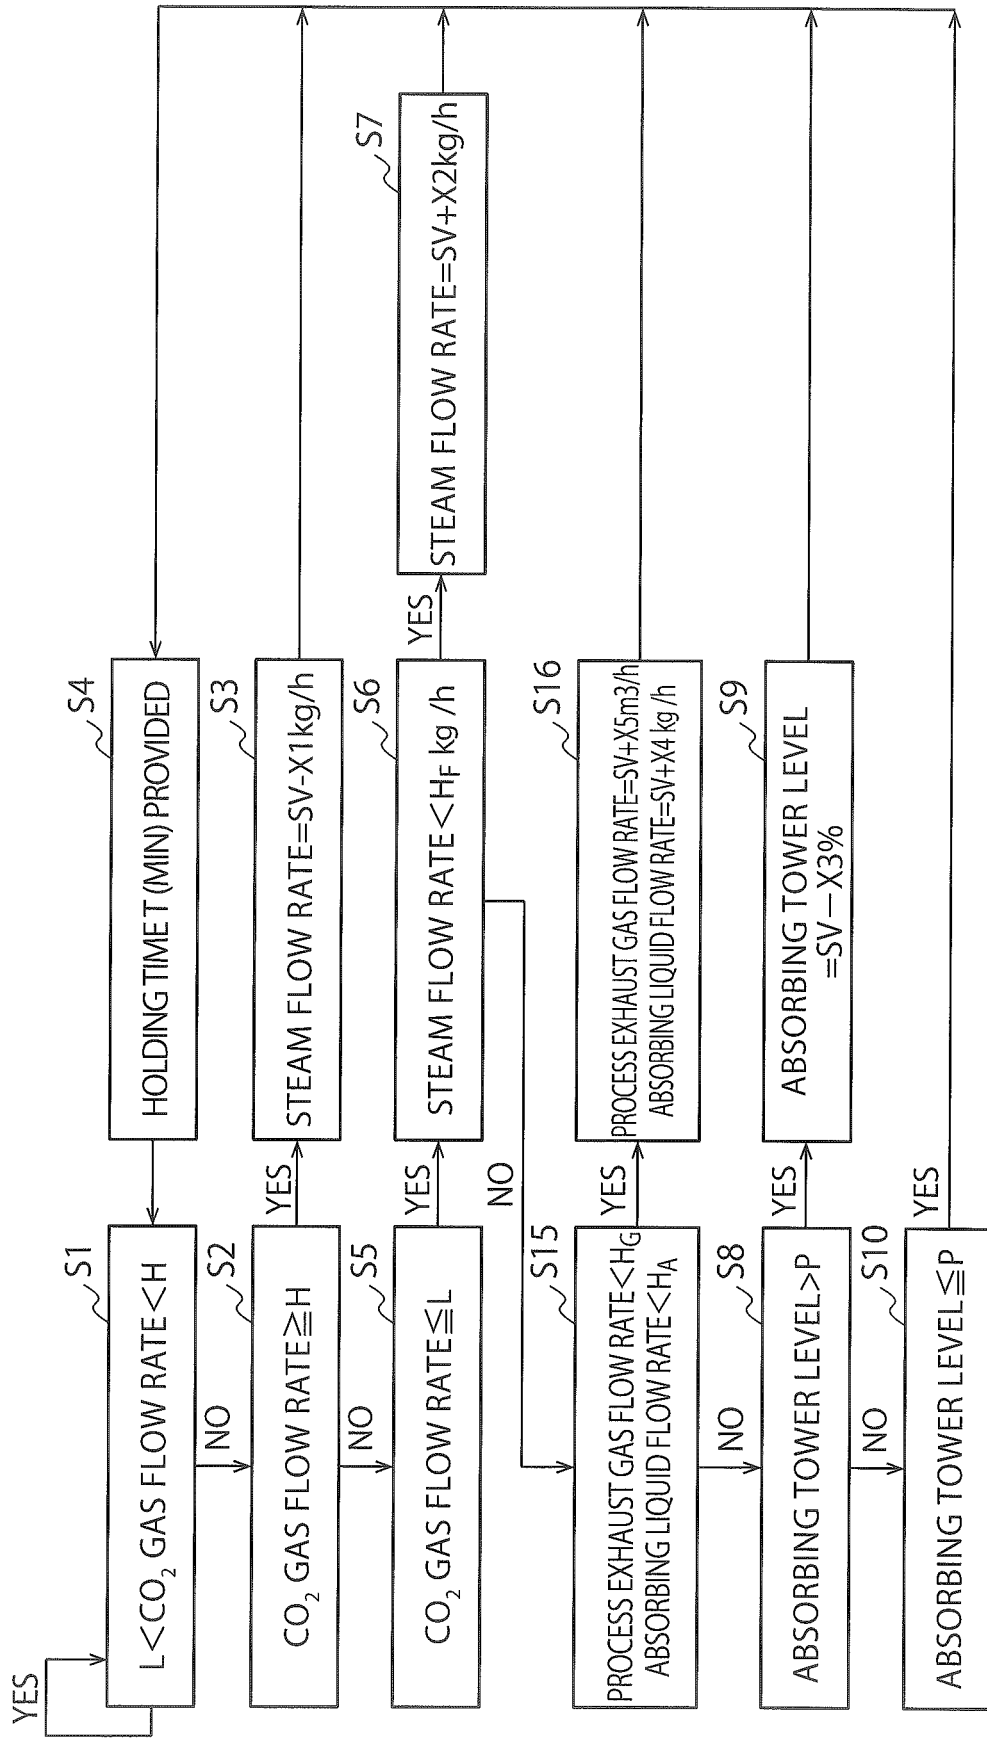 YES
S1
L<CO₂ GAS FLOW RATE<H
S4
HOLDING TIME T (MIN) PROVIDED
NO
S2
CO₂ GAS FLOW RATE≧H
YES
S3
STEAM FLOW RATE=SV-X1kg/h
NO
S5
CO₂ GAS FLOW RATE≦L
YES
S6
STEAM FLOW RATE<H_F kg/h
YES
S7
STEAM FLOW RATE=SV+X2kg/h
NO
S15
PROCESS EXHAUST GAS FLOW RATE<H_G
ABSORBING LIQUID FLOW RATE<H_A
YES
S16
PROCESS EXHAUST GAS FLOW RATE=SV+X5m3/h
ABSORBING LIQUID FLOW RATE=SV+X4 kg/h
NO
S8
ABSORBING TOWER LEVEL>P
YES
S9
ABSORBING TOWER LEVEL
=SV-X3%
NO
S10
ABSORBING TOWER LEVEL≦P
YES